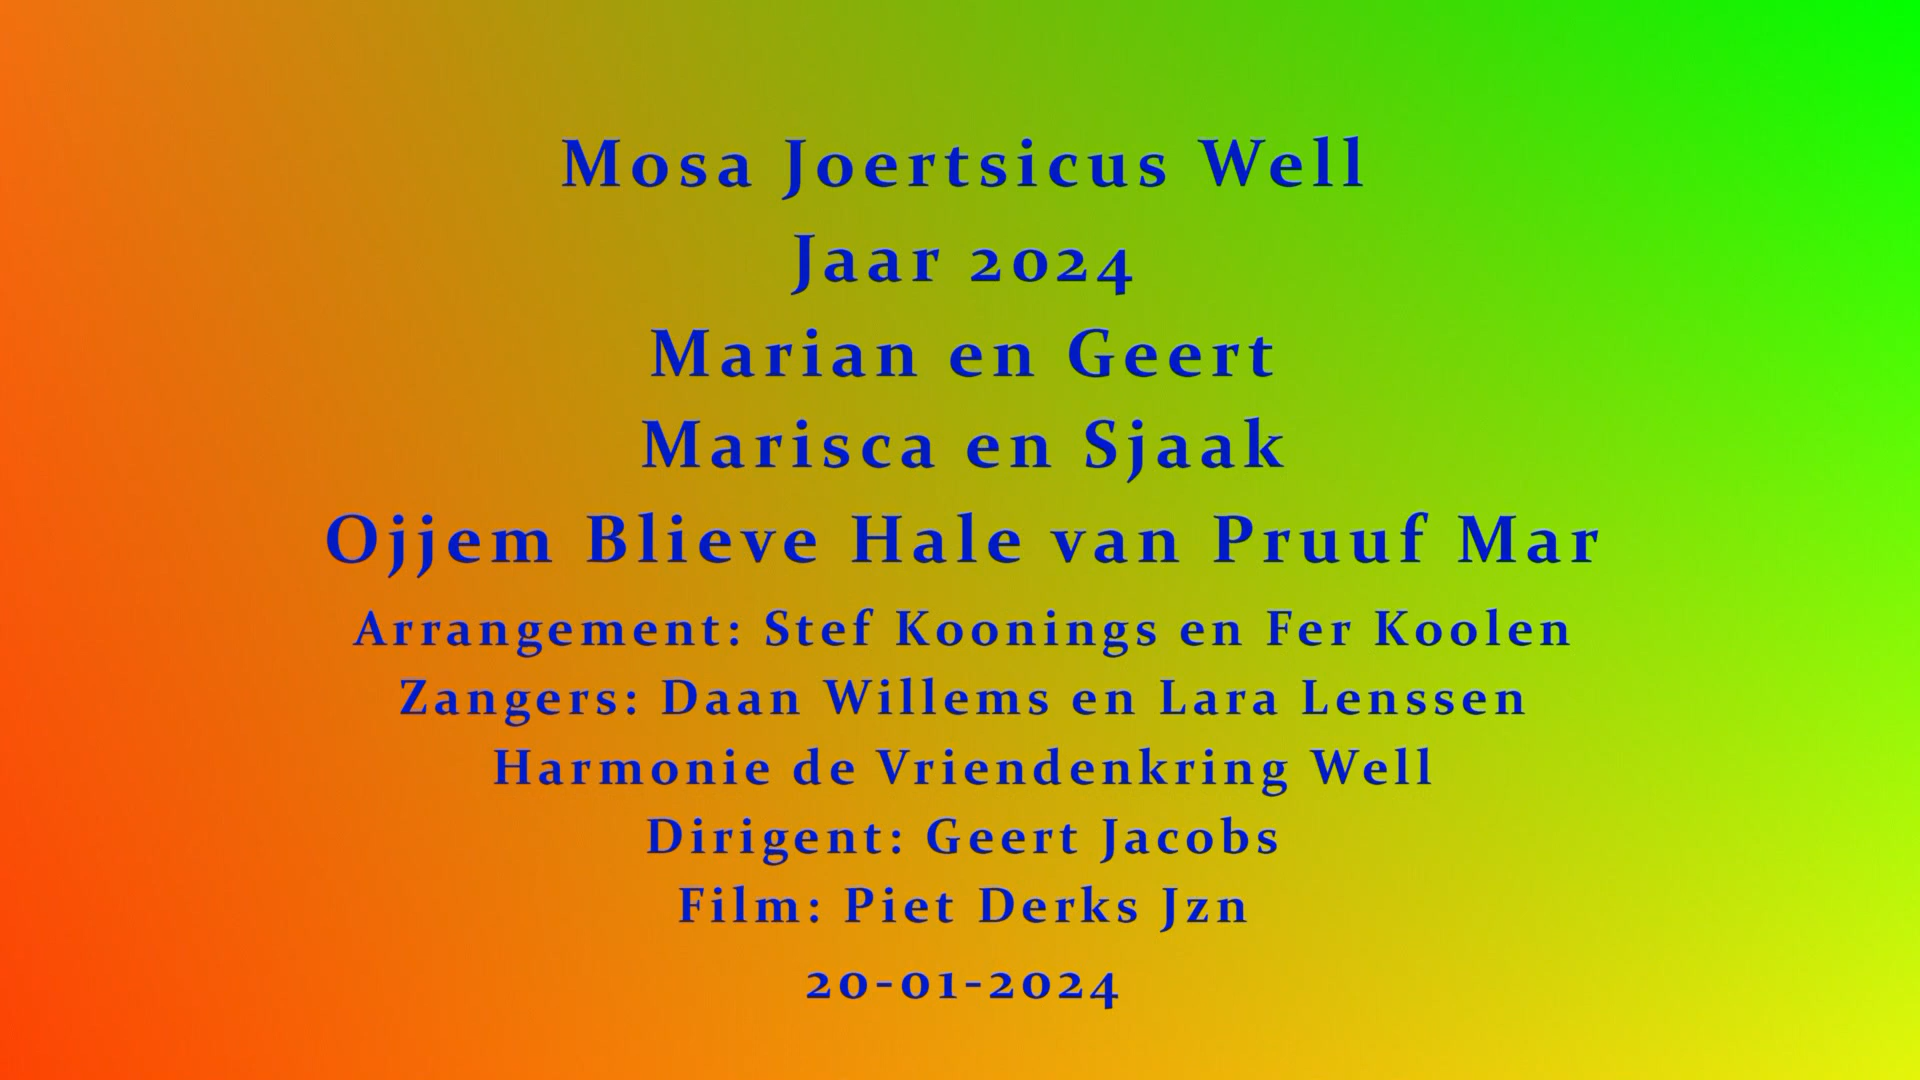 Mosa Joertsicus Well
Jaar 2024
Marian en Geert
Marisca en Sjaak
Ojjem Blieve Hale van Pruuf Mar
Arrangement: Stef Koonings en Fer Koolen
Zangers: Daan Willems en Lara Lenssen
Harmonie de Vriendenkring Well
Dirigent: Geert Jacobs
Film: Piet Derks Jzn
20-01-2024